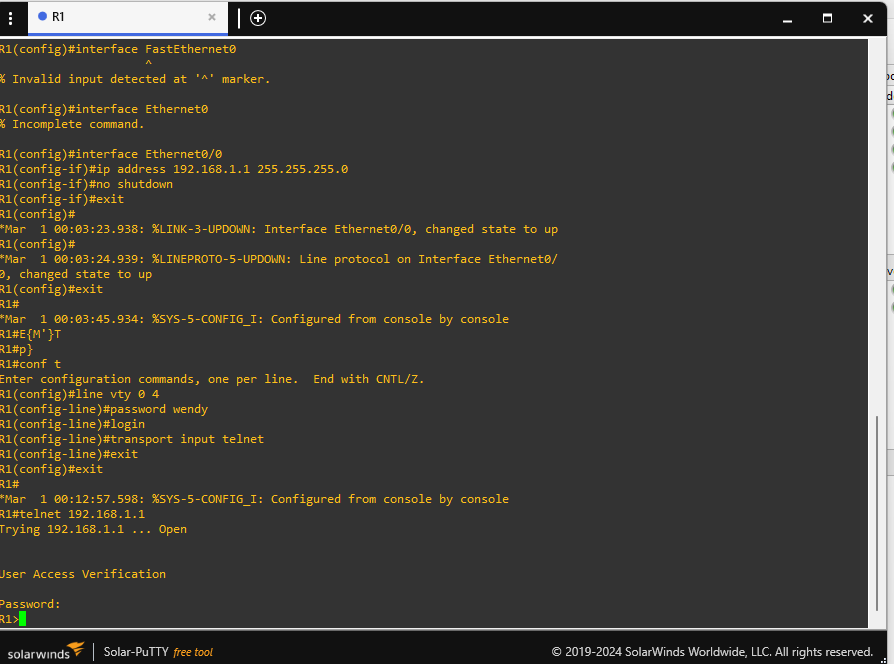 R1
R1(config)#interface FastEthernet0
^
% Invalid input detected at '^' marker.
R1(config)#interface Ethernet0
% Incomplete command.
R1(config)#interface Ethernet0/0
R1(config-if)#ip address 192.168.1.1 255.255.255.0
R1(config-if)#no shutdown
R1(config-if)#exit
R1(config)#
*Mar  1 00:03:23.938: %LINK-3-UPDOWN: Interface Ethernet0/0, changed state to up
R1(config)#
*Mar  1 00:03:24.939: %LINEPROTO-5-UPDOWN: Line protocol on Interface Ethernet0/
0, changed state to up
R1(config)#exit
R1#
*Mar  1 00:03:45.934: %SYS-5-CONFIG_I: Configured from console by console
R1#E{M'}T
R1#p}
R1#conf t
Enter configuration commands, one per line.  End with CNTL/Z.
R1(config)#line vty 0 4
R1(config-line)#password wendy
R1(config-line)#login
R1(config-line)#transport input telnet
R1(config-line)#exit
R1(config)#exit
R1#
*Mar  1 00:12:57.598: %SYS-5-CONFIG_I: Configured from console by console
R1#telnet 192.168.1.1
Trying 192.168.1.1 ... Open
User Access Verification
Password:
R1>
solarwinds Solar-PuTTY free tool © 2019-2024 SolarWinds Worldwide, LLC. All rights reserved.